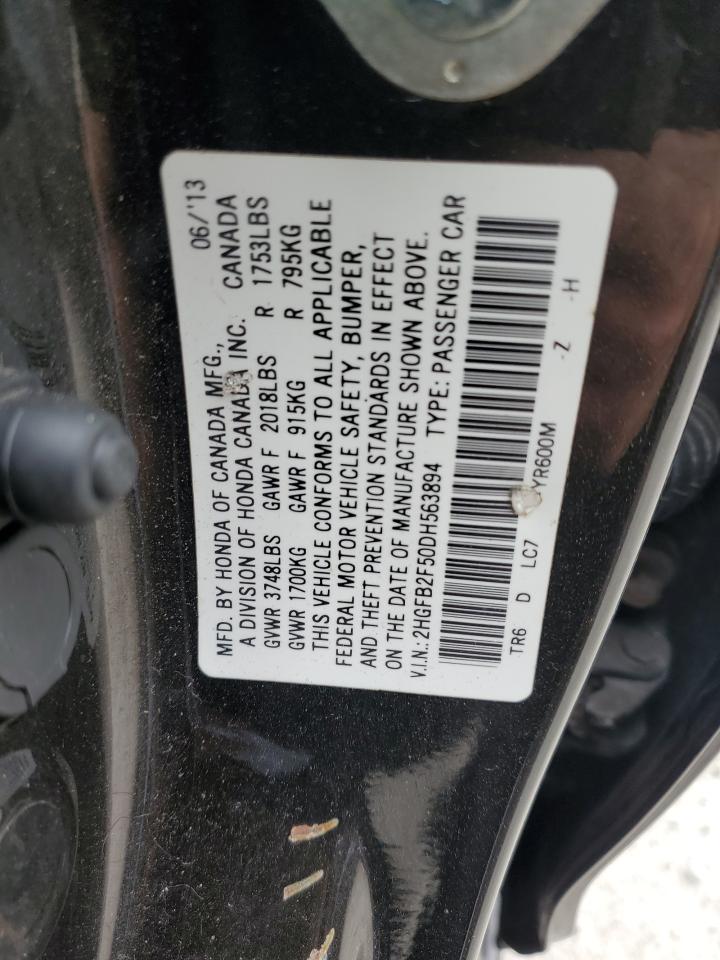 MFD. BY HONDA OF CANADA MFG., 06/'13
A DIVISION OF HONDA CANADA INC. CANADA
GVWR 3748LBS GAWR F 2018LBS R 1753LBS
GVWR 1700KG GAWR F 915KG R 795KG
THIS VEHICLE CONFORMS TO ALL APPLICABLE
FEDERAL MOTOR VEHICLE SAFETY, BUMPER,
AND THEFT PREVENTION STANDARDS IN EFFECT
ON THE DATE OF MANUFACTURE SHOWN ABOVE.
V.I.N.: 2HGFB2F50DH563894 TYPE: PASSENGER CAR
TR6 D LC7 YR600M -Z -H